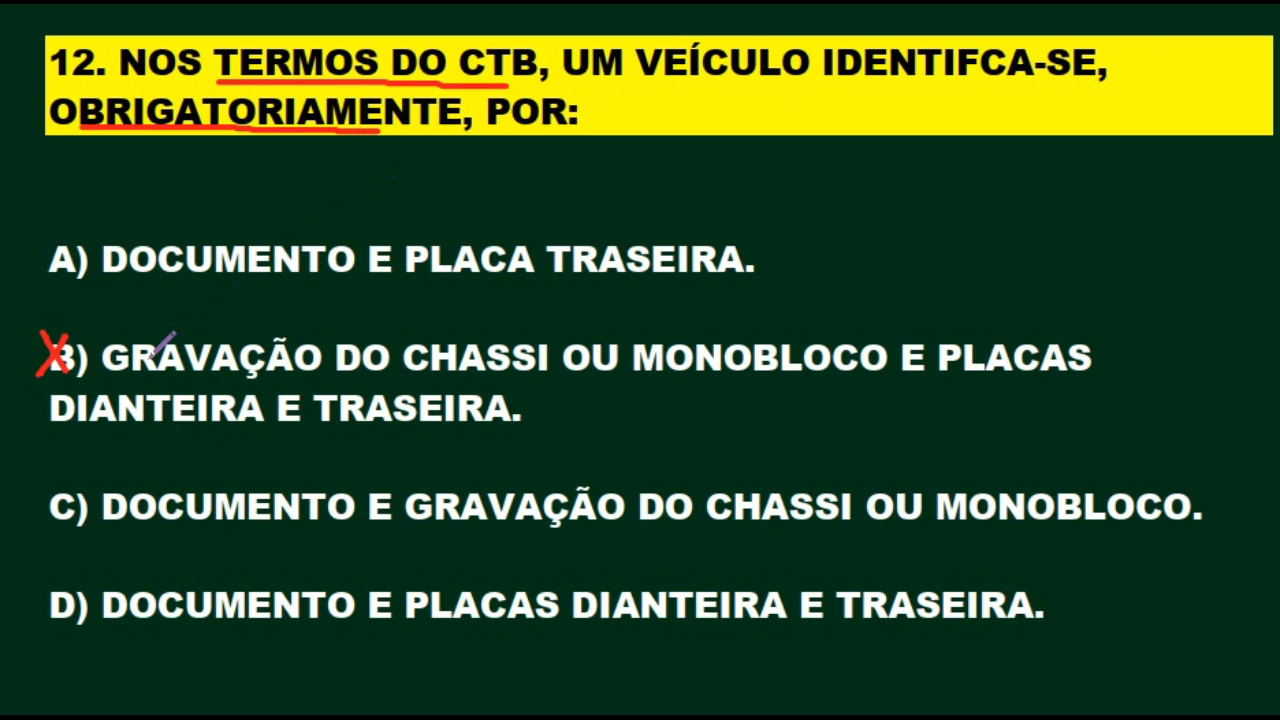 12. NOS TERMOS DO CTB, UM VEÍCULO IDENTIFCA-SE,
OBRIGATORIAMENTE, POR:
A) DOCUMENTO E PLACA TRASEIRA.
B) GRAVAÇÃO DO CHASSI OU MONOBLOCO E PLACAS
DIANTEIRA E TRASEIRA.
C) DOCUMENTO E GRAVAÇÃO DO CHASSI OU MONOBLOCO.
D) DOCUMENTO E PLACAS DIANTEIRA E TRASEIRA.